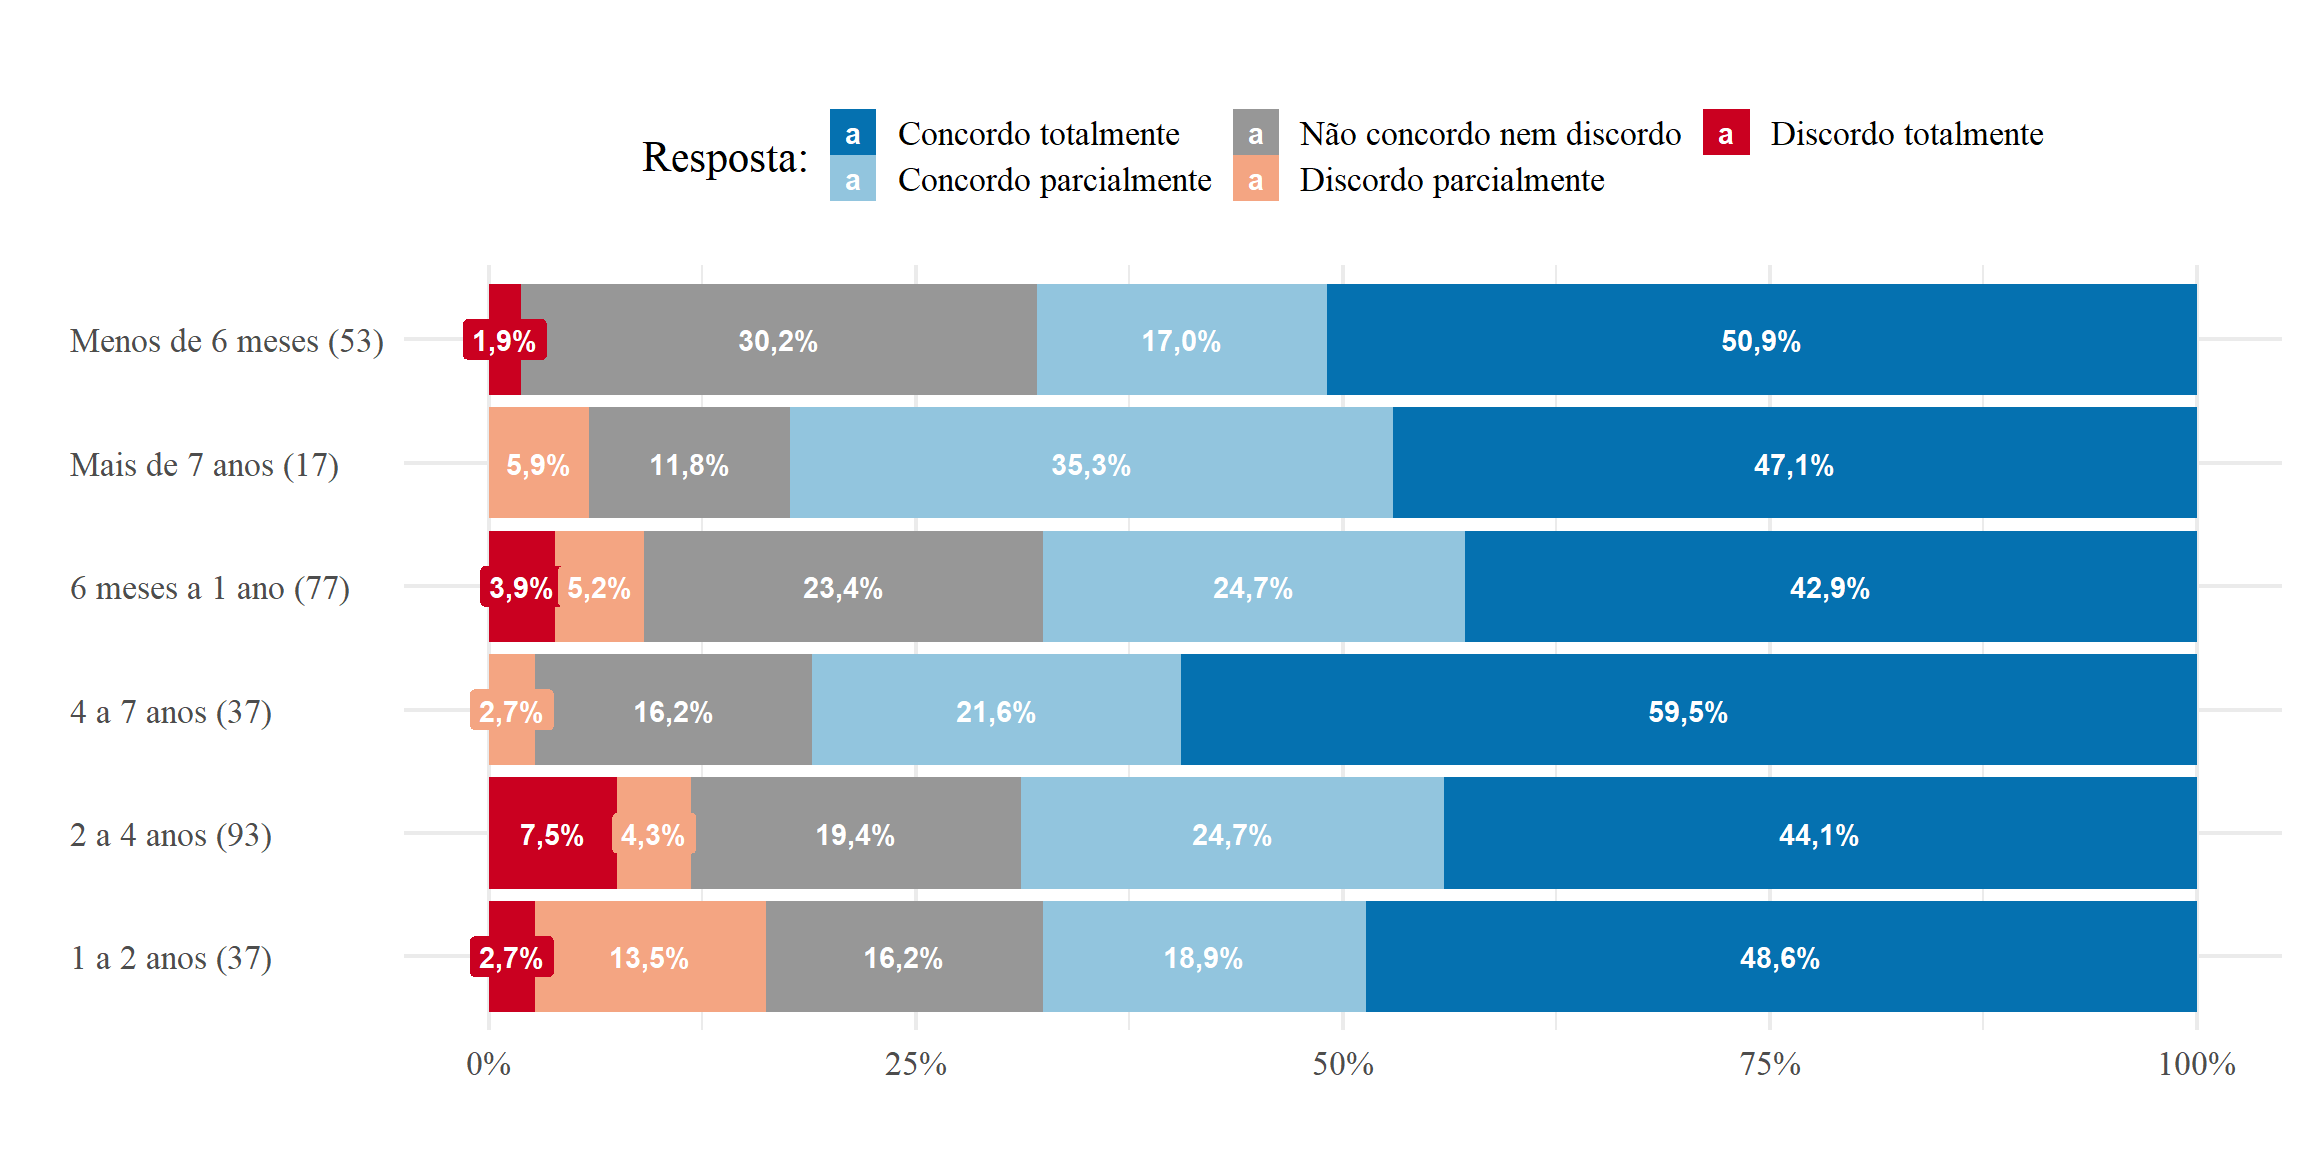 Resposta:
a Concordo totalmente a Não concordo nem discordo a Discordo totalmente
a Concordo parcialmente a Discordo parcialmente
Menos de 6 meses (53) 1,9% 30,2% 17,0% 50,9%
Mais de 7 anos (17) 5,9% 11,8% 35,3% 47,1%
6 meses a 1 ano (77) 3,9% 5,2% 23,4% 24,7% 42,9%
4 a 7 anos (37) 2,7% 16,2% 21,6% 59,5%
2 a 4 anos (93) 7,5% 4,3% 19,4% 24,7% 44,1%
1 a 2 anos (37) 2,7% 13,5% 16,2% 18,9% 48,6%
0% 25% 50% 75% 100%